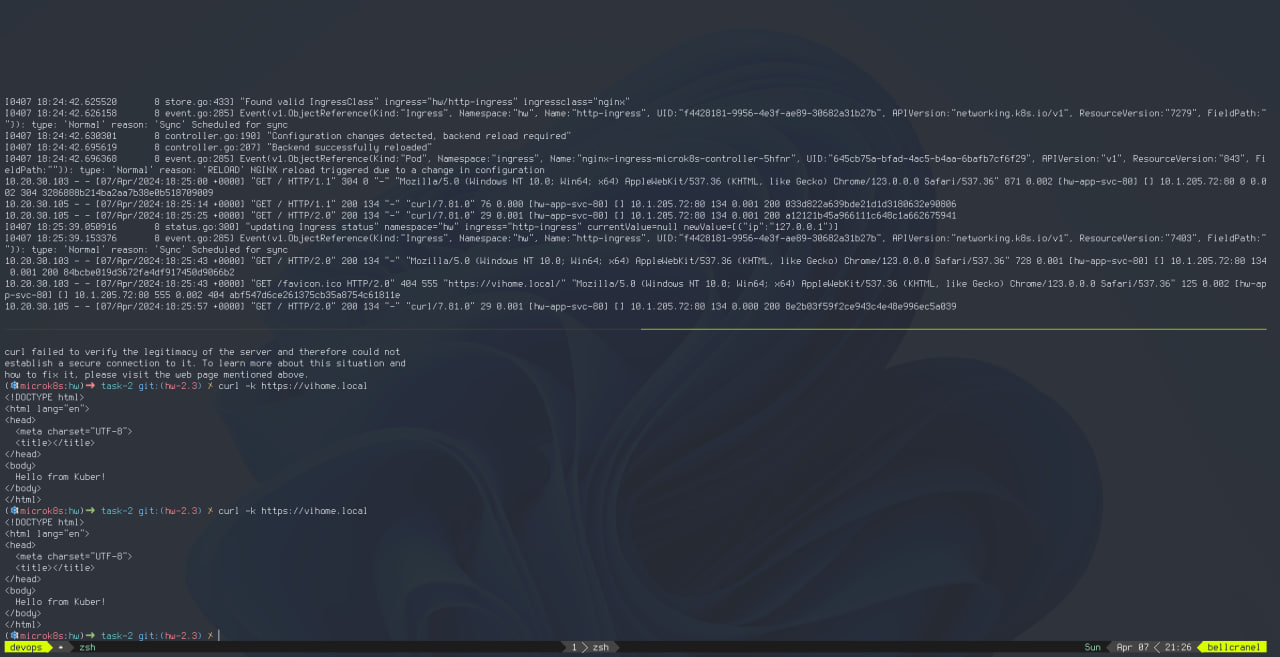 [0407 18:24:42.625520       8 store.go:433] "Found valid IngressClass" ingress="hw/http-ingress" ingressclass="nginx"
[0407 18:24:42.626158       8 event.go:285] Event(v1.ObjectReference{Kind:"Ingress", Namespace:"hw", Name:"http-ingress", UID:"f4428181-9956-4e3f-ae89-30682a31b27b", APIVersion:"networking.k8s.io/v1", ResourceVersion:"7279", FieldPath:"
"}): type: 'Normal' reason: 'Sync' Scheduled for sync
[0407 18:24:42.630301       8 controller.go:190] "Configuration changes detected, backend reload required"
[0407 18:24:42.695619       8 controller.go:207] "Backend successfully reloaded"
[0407 18:24:42.696368       8 event.go:285] Event(v1.ObjectReference{Kind:"Pod", Namespace:"ingress", Name:"nginx-ingress-microk8s-controller-5hfnr", UID:"645cb75a-bfad-4ac5-b4aa-6bafb7cf6f29", APIVersion:"v1", ResourceVersion:"843", Fi
eldPath:""}): type: 'Normal' reason: 'RELOAD' NGINX reload triggered due to a change in configuration
10.20.30.103 - - [07/Apr/2024:18:25:00 +0000] "GET / HTTP/1.1" 304 0 "-" "Mozilla/5.0 (Windows NT 10.0; Win64; x64) AppleWebKit/537.36 (KHTML, like Gecko) Chrome/123.0.0.0 Safari/537.36" 871 0.002 [hw-app-svc-80] [] 10.1.205.72:80 0 0.0
02 304 3286888b214ba2aa7b38e0b518709009
10.20.30.103 - - [07/Apr/2024:18:25:14 +0000] "GET / HTTP/1.1" 200 134 "-" "curl/7.81.0" 76 0.000 [hw-app-svc-80] [] 10.1.205.72:80 134 0.001 200 033d822a639bde21d1d3180632e90806
10.20.30.103 - - [07/Apr/2024:18:25:25 +0000] "GET / HTTP/2.0" 200 134 "-" "curl/7.81.0" 29 0.001 [hw-app-svc-80] [] 10.1.205.72:80 134 0.001 200 a12121b45a966111c648c1a662675941
[0407 18:25:39.050916       8 status.go:300] "updating Ingress status" namespace="hw" ingress="http-ingress" currentValue=null newValue=[{"ip":"127.0.0.1"}]
[0407 18:25:39.153376       8 event.go:285] Event(v1.ObjectReference{Kind:"Ingress", Namespace:"hw", Name:"http-ingress", UID:"f4428181-9956-4e3f-ae89-30682a31b27b", APIVersion:"networking.k8s.io/v1", ResourceVersion:"7403", FieldPath:"
"}): type: 'Normal' reason: 'Sync' Scheduled for sync
10.20.30.103 - - [07/Apr/2024:18:25:43 +0000] "GET / HTTP/2.0" 200 134 "-" "Mozilla/5.0 (Windows NT 10.0; Win64; x64) AppleWebKit/537.36 (KHTML, like Gecko) Chrome/123.0.0.0 Safari/537.36" 728 0.001 [hw-app-svc-80] [] 10.1.205.72:80 134
 0.001 200 84bcbe019d3672fa4df917450d9066b2
10.20.30.103 - - [07/Apr/2024:18:25:43 +0000] "GET /favicon.ico HTTP/2.0" 404 555 "https://vihome.local/" "Mozilla/5.0 (Windows NT 10.0; Win64; x64) AppleWebKit/537.36 (KHTML, like Gecko) Chrome/123.0.0.0 Safari/537.36" 125 0.002 [hw-ap
p-svc-80] [] 10.1.205.72:80 555 0.002 404 abf547d6ce261375cb35a8754c61811e
10.20.30.103 - - [07/Apr/2024:18:25:57 +0000] "GET / HTTP/2.0" 200 134 "-" "curl/7.81.0" 29 0.001 [hw-app-svc-80] [] 10.1.205.72:80 134 0.000 200 8e2b03f59f2ce943c4e48e996ec5a039
curl failed to verify the legitimacy of the server and therefore could not
establish a secure connection to it. To learn more about this situation and
how to fix it, please visit the web page mentioned above.
(⎈microk8s:hw)➜ task-2 git:(hw-2.3) ✗ curl -k https://vihome.local
<!DOCTYPE html>
<html lang="en">
<head>
  <meta charset="UTF-8">
  <title></title>
</head>
<body>
  Hello from Kuber!
</body>
</html>
(⎈microk8s:hw)➜ task-2 git:(hw-2.3) ✗ curl -k https://vihome.local
<!DOCTYPE html>
<html lang="en">
<head>
  <meta charset="UTF-8">
  <title></title>
</head>
<body>
  Hello from Kuber!
</body>
</html>
(⎈microk8s:hw)➜ task-2 git:(hw-2.3) ✗
devops zsh 1 zsh Sun Apr 07 21:26 bellcranel